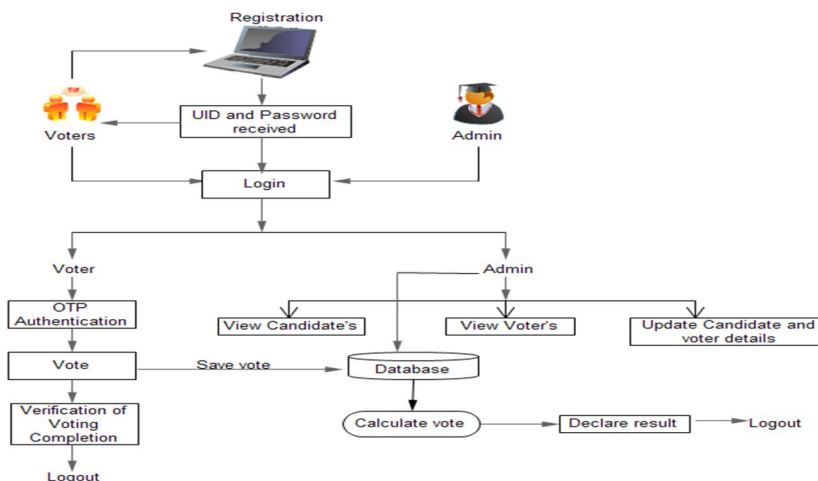 Registration
UID and Password
received
Voters
Admin
Login
Voter
Admin
OTP
Authentication
View Candidate's
View Voter's
Update Candidate and
voter details
Vote
Save vote
Database
Verification of
Voting
Completion
Calculate vote
Declare result
Logout
Logout